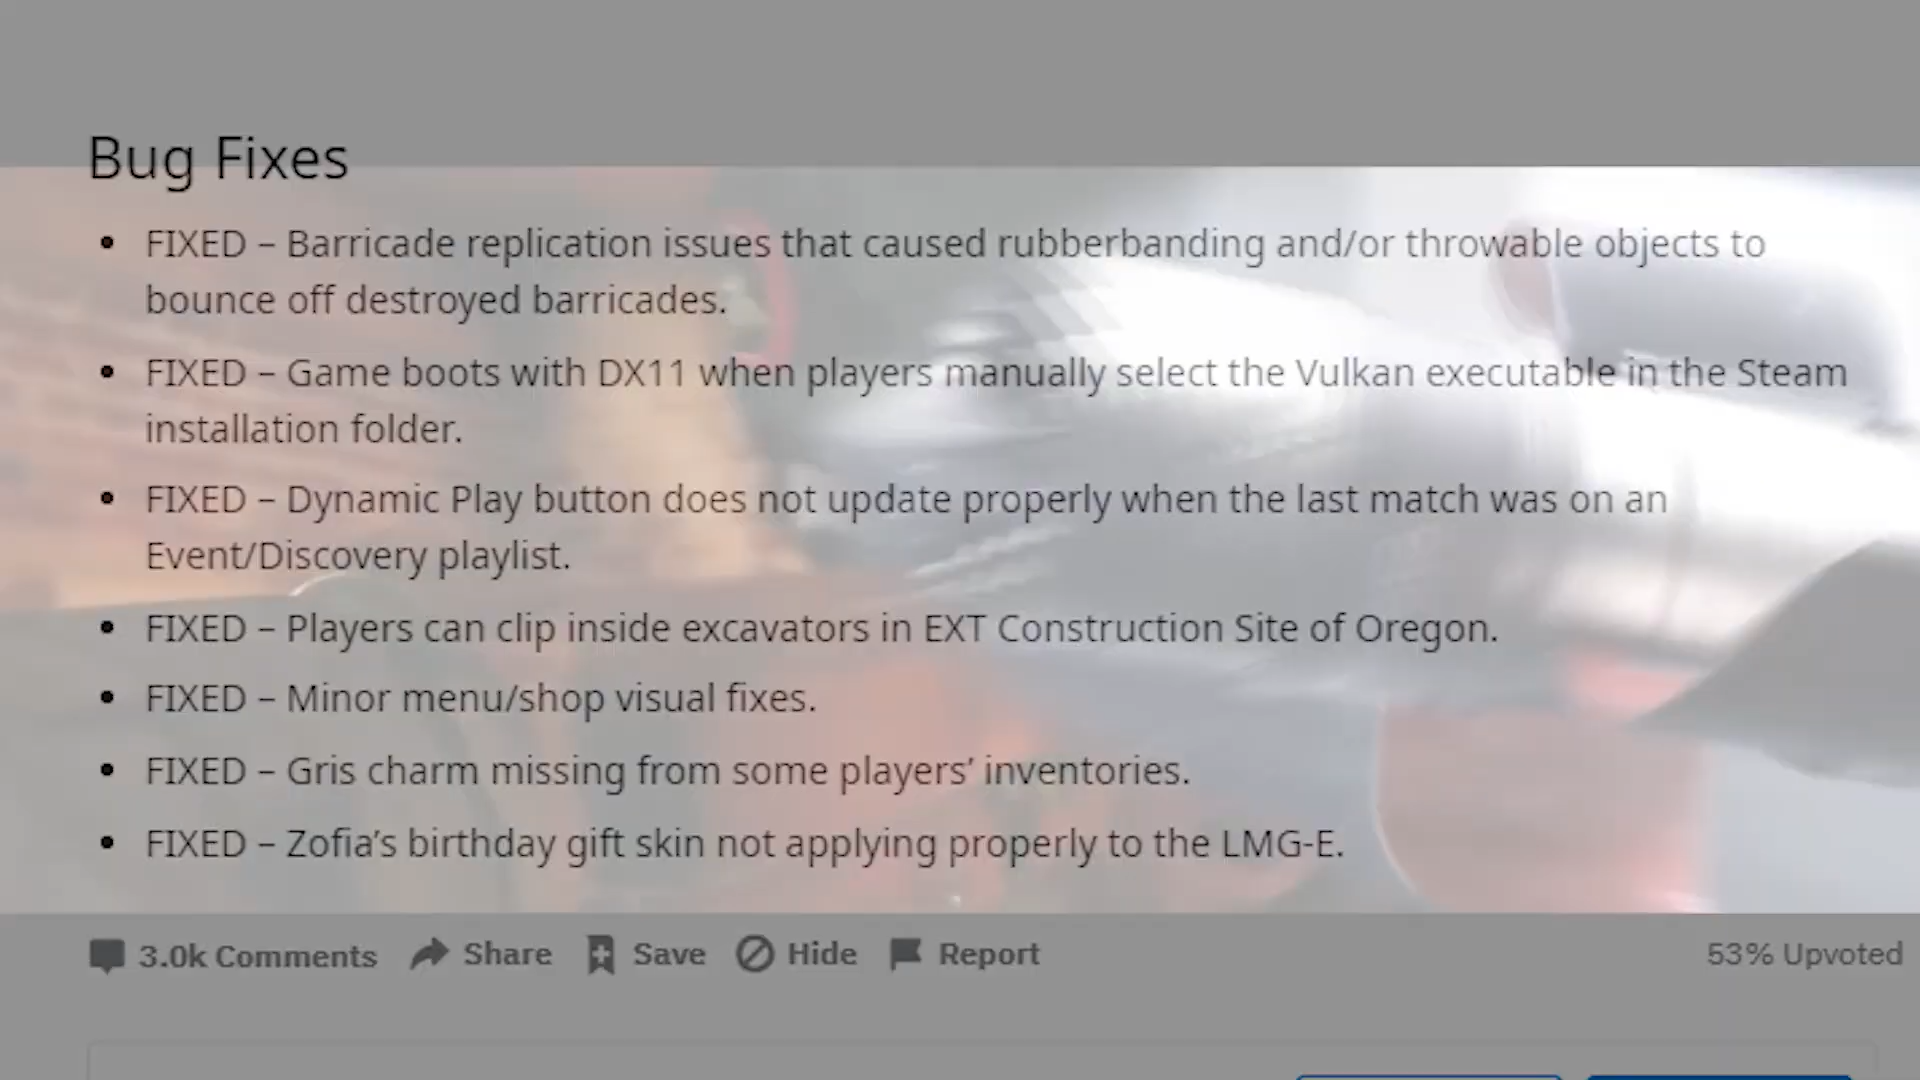 Bug Fixes
• FIXED – Barricade replication issues that caused rubberbanding and/or throwable objects to
bounce off destroyed barricades.
• FIXED – Game boots with DX11 when players manually select the Vulkan executable in the Steam
installation folder.
• FIXED – Dynamic Play button does not update properly when the last match was on an
Event/Discovery playlist.
• FIXED – Players can clip inside excavators in EXT Construction Site of Oregon.
• FIXED – Minor menu/shop visual fixes.
• FIXED – Gris charm missing from some players’ inventories.
• FIXED – Zofia’s birthday gift skin not applying properly to the LMG-E.
3.0k Comments Share Save Hide Report 53% Upvoted